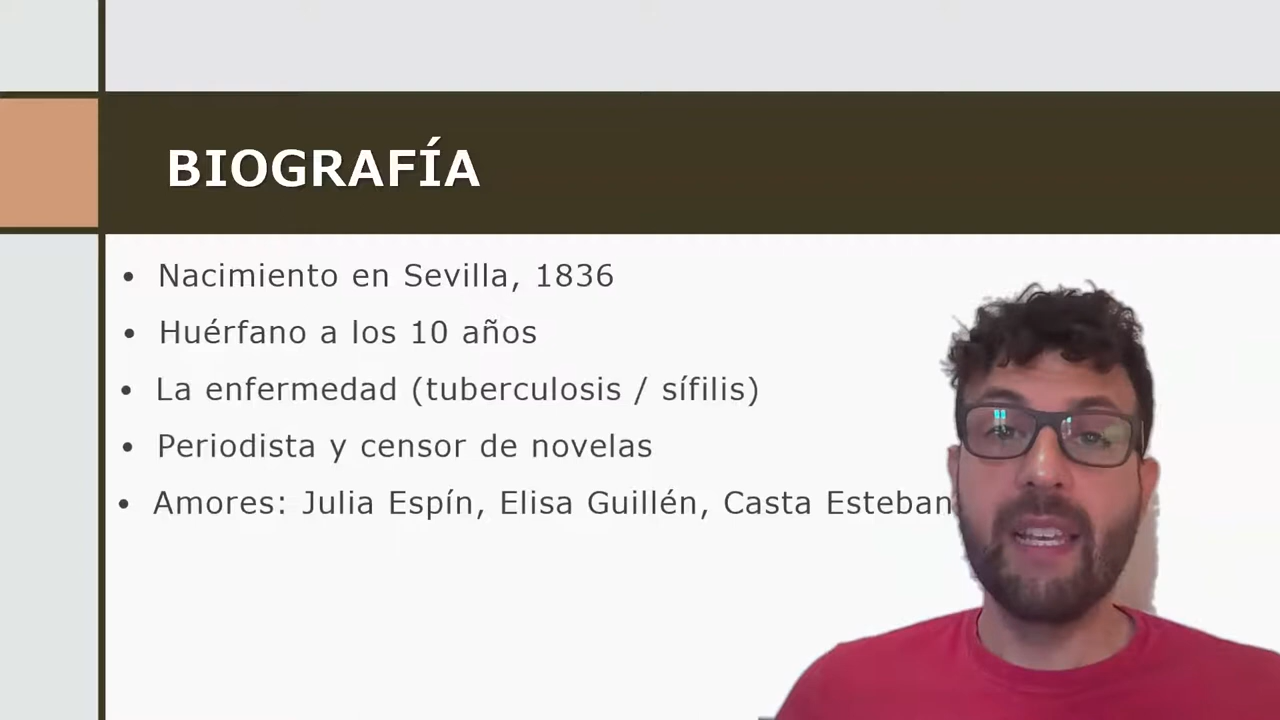 BIOGRAFÍA
• Nacimiento en Sevilla, 1836
• Huérfano a los 10 años
• La enfermedad (tuberculosis / sífilis)
• Periodista y censor de novelas
• Amores: Julia Espín, Elisa Guillén, Casta Esteban